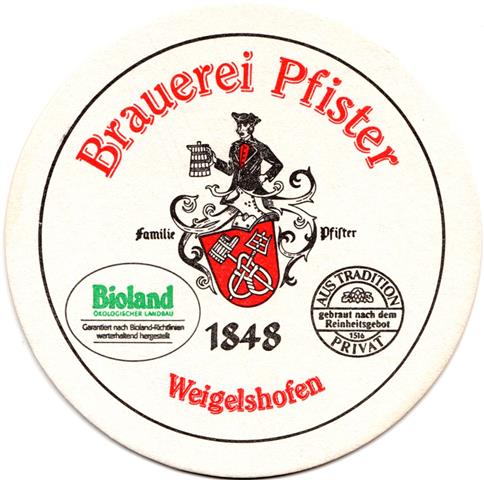 Brauerei Pfister
Familie Pfister
Bioland
ÖKOLOGISCHER LANDBAU
Garantiert nach Bioland-Richtlinien
werterhaltend hergestellt
1848
AUS TRADITION
gebraut nach dem
Reinheitsgebot
1516
PRIVAT
Weigelshofen